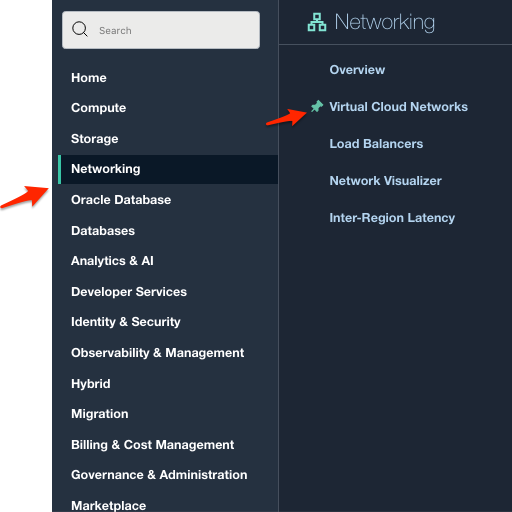 Search
Home
Compute
Storage
Networking
Oracle Database
Databases
Analytics & AI
Developer Services
Identity & Security
Observability & Management
Hybrid
Migration
Billing & Cost Management
Governance & Administration
Marketplace
Networking
Overview
Virtual Cloud Networks
Load Balancers
Network Visualizer
Inter-Region Latency